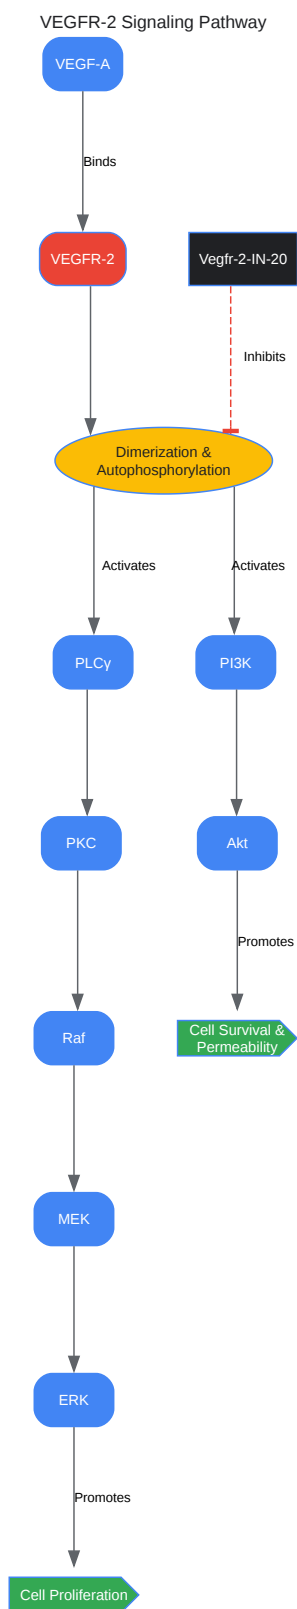 VEGFR-2 Signaling Pathway
VEGF-A
Binds
VEGFR-2
Vegfr-2-IN-20
Inhibits
Dimerization &
Autophosphorylation
Activates
Activates
PLCγ
PI3K
PKC
Akt
Promotes
Raf
Cell Survival &
Permeability
MEK
ERK
Promotes
Cell Proliferation